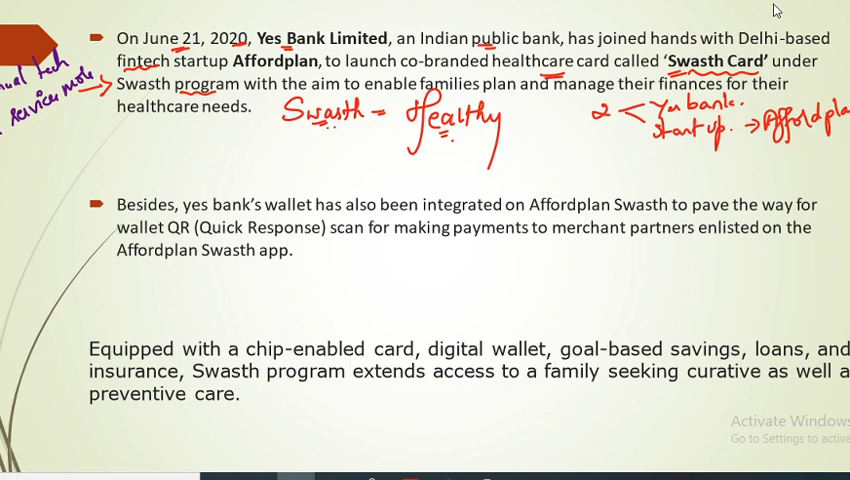 On June 21, 2020, Yes Bank Limited, an Indian public bank, has joined hands with Delhi-based
fintech startup Affordplan, to launch co-branded healthcare card called ‘Swasth Card’ under
Swasth program with the aim to enable families plan and manage their finances for their
healthcare needs.
Swasth = Healthy
2 < Yes bank.
Start up. → Affordpla
tech
service
Besides, yes bank’s wallet has also been integrated on Affordplan Swasth to pave the way for
wallet QR (Quick Response) scan for making payments to merchant partners enlisted on the
Affordplan Swasth app.
Equipped with a chip-enabled card, digital wallet, goal-based savings, loans, and
insurance, Swasth program extends access to a family seeking curative as well a
preventive care.
Activate Windows
Go to Settings to activa